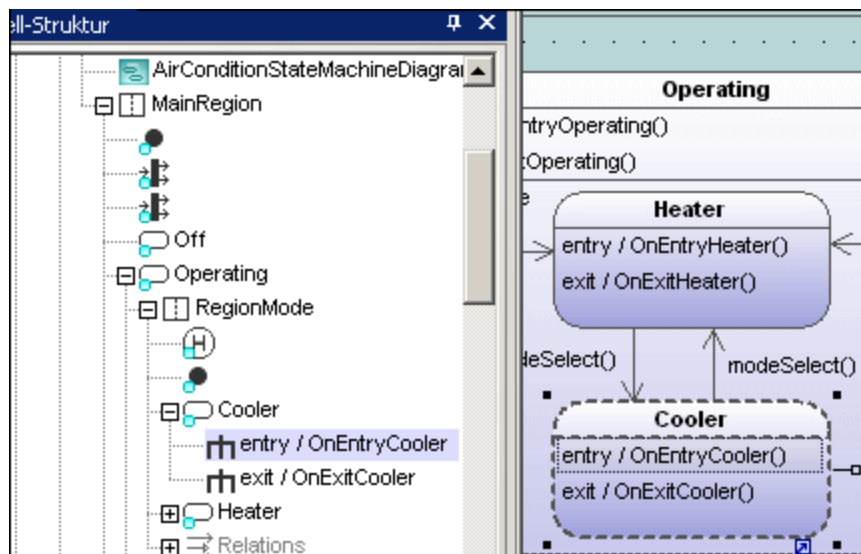 ell-Struktur
AirConditionStateMachineDiagra
MainRegion
Off
Operating
RegionMode
H
Cooler
entry / OnEntryCooler
exit / OnExitCooler
Heater
Relations
Operating
ntryOperating()
tOperating()
e
Heater
entry / OnEntryHeater()
exit / OnExitHeater()
deSelect()
modeSelect()
Cooler
entry / OnEntryCooler()
exit / OnExitCooler()